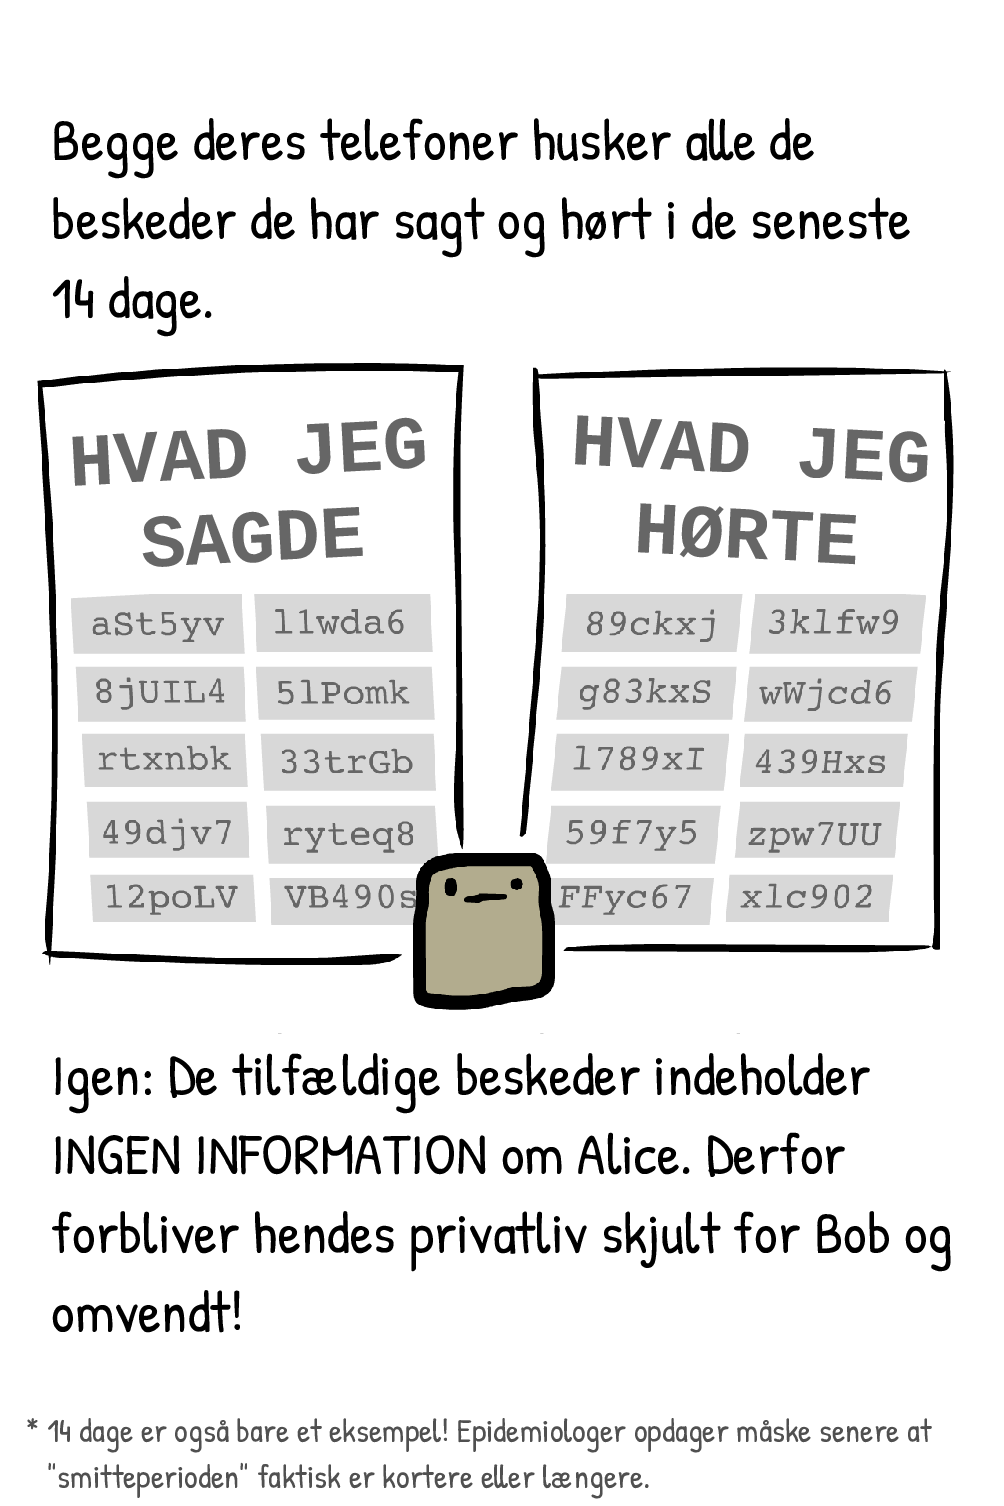 Begge deres telefoner husker alle de
beskeder de har sagt og hørt i de seneste
14 dage.
HVAD JEG
SAGDE
aSt5yv l1wda6
8jUIL4 5lPomk
rtxnbk 33trGb
49djv7 ryteq8
12poLV VB490s
HVAD JEG
HØRTE
89ckxj 3klfw9
g83kxS wWjcd6
l789xI 439Hxs
59f7y5 zpw7UU
FFyc67 xlc902
Igen: De tilfældige beskeder indeholder
INGEN INFORMATION om Alice. Derfor
forbliver hendes privatliv skjult for Bob og
omvendt!
* 14 dage er også bare et eksempel! Epidemiologer opdager måske senere at
"smitteperioden" faktisk er kortere eller længere.